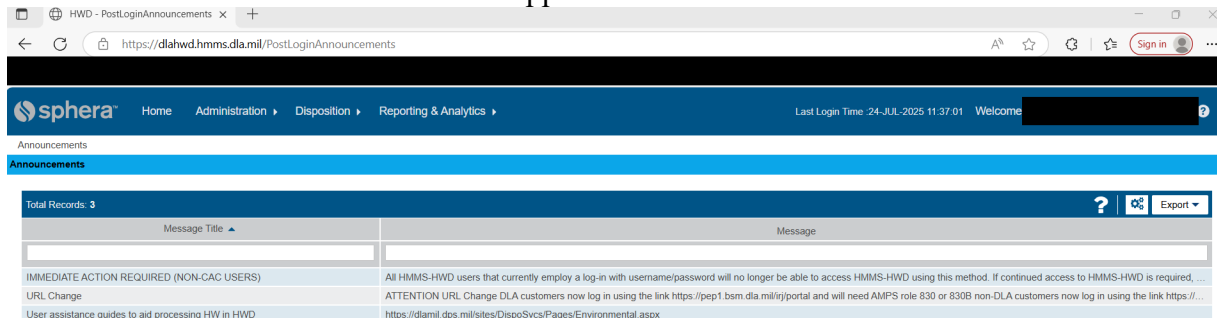 HWD - PostLoginAnnouncements
https://dlahwd.hmms.dla.mil/PostLoginAnnouncements
Sign in
sphera™ Home Administration Disposition Reporting & Analytics Last Login Time :24-JUL-2025 11:37:01 Welcome
Announcements
Announcements
Total Records: 3 Export
Message Title Message
IMMEDIATE ACTION REQUIRED (NON-CAC USERS) All HMMS-HWD users that currently employ a log-in with username/password will no longer be able to access HMMS-HWD using this method. If continued access to HMMS-HWD is required, ...
URL Change ATTENTION URL Change DLA customers now log in using the link https://pep1.bsm.dla.mil/irj/portal and will need AMPS role 830 or 830B non-DLA customers now log in using the link https://...
User assistance guides to aid processing HW in HWD https://dlamil.dps.mil/sites/DispoSvcs/Pages/Environmental.aspx